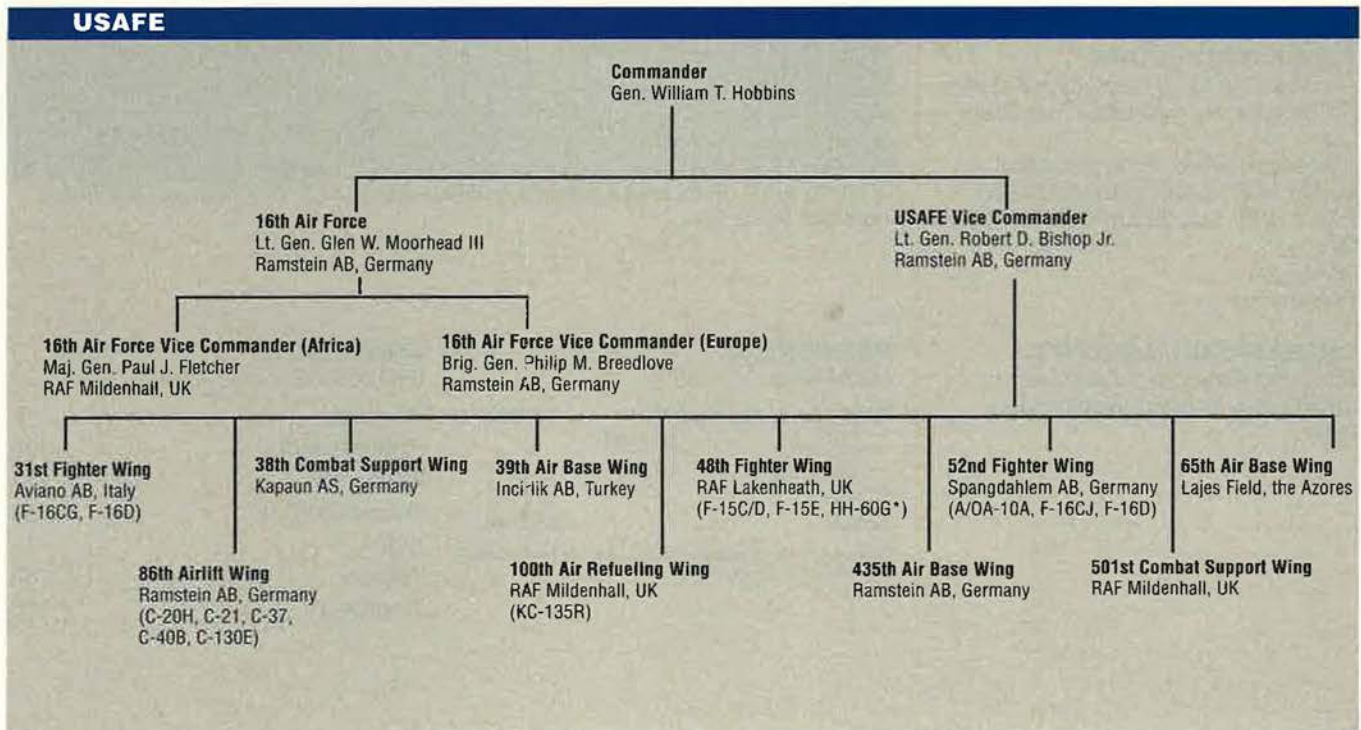 USAFE
Commander
Gen. William T. Hobbins
16th Air Force
Lt. Gen. Glen W. Moorhead III
Ramstein AB, Germany
USAFE Vice Commander
Lt. Gen. Robert D. Bishop Jr.
Ramstein AB, Germany
16th Air Force Vice Commander (Africa)
Maj. Gen. Paul J. Fletcher
RAF Mildenhall, UK
16th Air Force Vice Commander (Europe)
Brig. Gen. Philip M. Breedlove
Ramstein AB, Germany
31st Fighter Wing
Aviano AB, Italy
(F-16CG, F-16D)
38th Combat Support Wing
Kapaun AS, Germany
39th Air Base Wing
Incirlik AB, Turkey
48th Fighter Wing
RAF Lakenheath, UK
(F-15C/D, F-15E, HH-60G*)
52nd Fighter Wing
Spangdahlem AB, Germany
(A/OA-10A, F-16CJ, F-16D)
65th Air Base Wing
Lajes Field, the Azores
86th Airlift Wing
Ramstein AB, Germany
(C-20H, C-21, C-37,
C-40B, C-130E)
100th Air Refueling Wing
RAF Mildenhall, UK
(KC-135R)
435th Air Base Wing
Ramstein AB, Germany
501st Combat Support Wing
RAF Mildenhall, UK